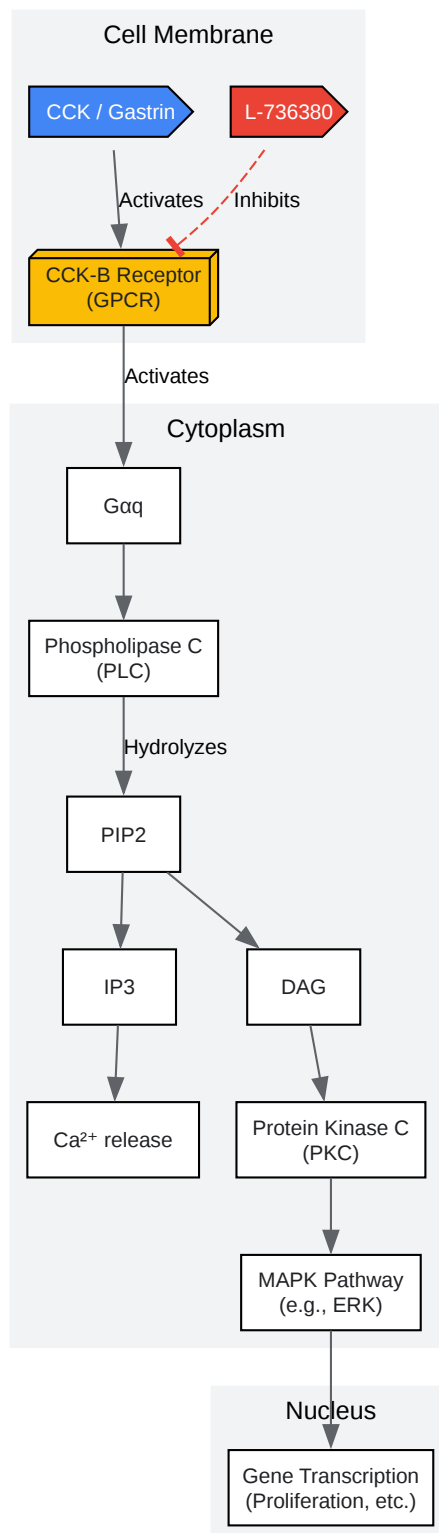 Cell Membrane
CCK / Gastrin
L-736380
Activates
Inhibits
CCK-B Receptor
(GPCR)
Activates
Cytoplasm
Gαq
Phospholipase C
(PLC)
Hydrolyzes
PIP2
IP3
DAG
Ca²⁺ release
Protein Kinase C
(PKC)
MAPK Pathway
(e.g., ERK)
Nucleus
Gene Transcription
(Proliferation, etc.)